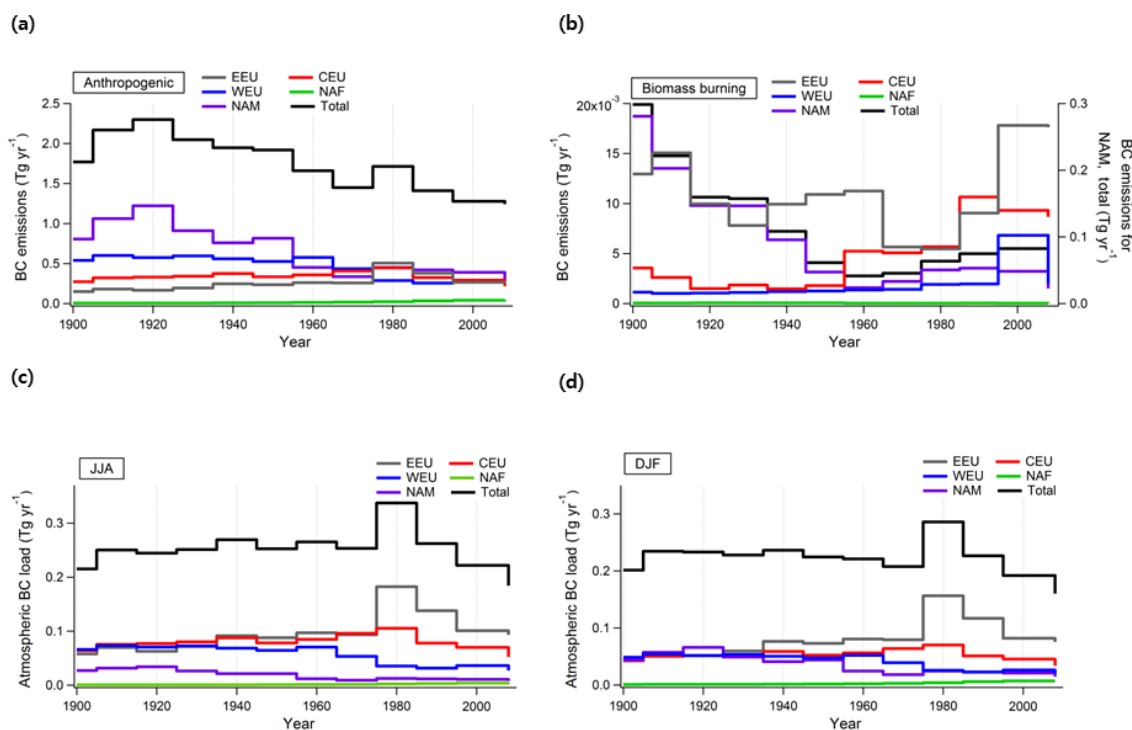 (a)
Anthropogenic
EEU CEU
WEU NAF
NAM Total
2.5
2.0
1.5
1.0
0.5
0.0
BC emissions (Tg yr⁻¹)
1900 1920 1940 1960 1980 2000
Year
(b)
Biomass burning
EEU CEU
WEU NAF
NAM Total
20x10⁻³
15
10
5
0
BC emissions (Tg yr⁻¹)
0.3
0.2
0.1
0.0
BC emissions for
NAM, total (Tg yr⁻¹)
1900 1920 1940 1960 1980 2000
Year
(c)
JJA
EEU CEU
WEU NAF
NAM Total
0.3
0.2
0.1
0.0
Atmospheric BC load (Tg yr⁻¹)
1900 1920 1940 1960 1980 2000
Year
(d)
DJF
EEU CEU
WEU NAF
NAM Total
0.3
0.2
0.1
0.0
Atmospheric BC load (Tg yr⁻¹)
1900 1920 1940 1960 1980 2000
Year